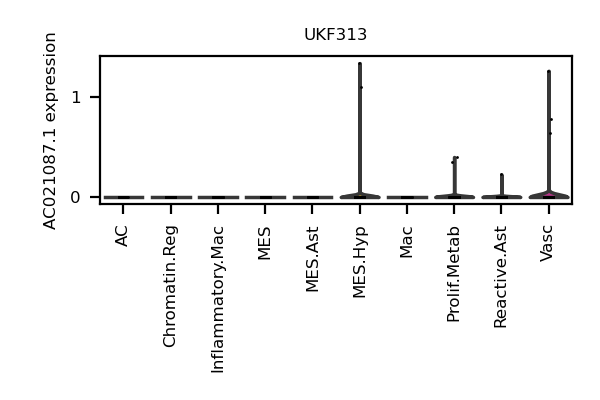 UKF313
AC021087.1 expression
1
0
AC
Chromatin.Reg
Inflammatory.Mac
MES
MES.Ast
MES.Hyp
Mac
Prolif.Metab
Reactive.Ast
Vasc